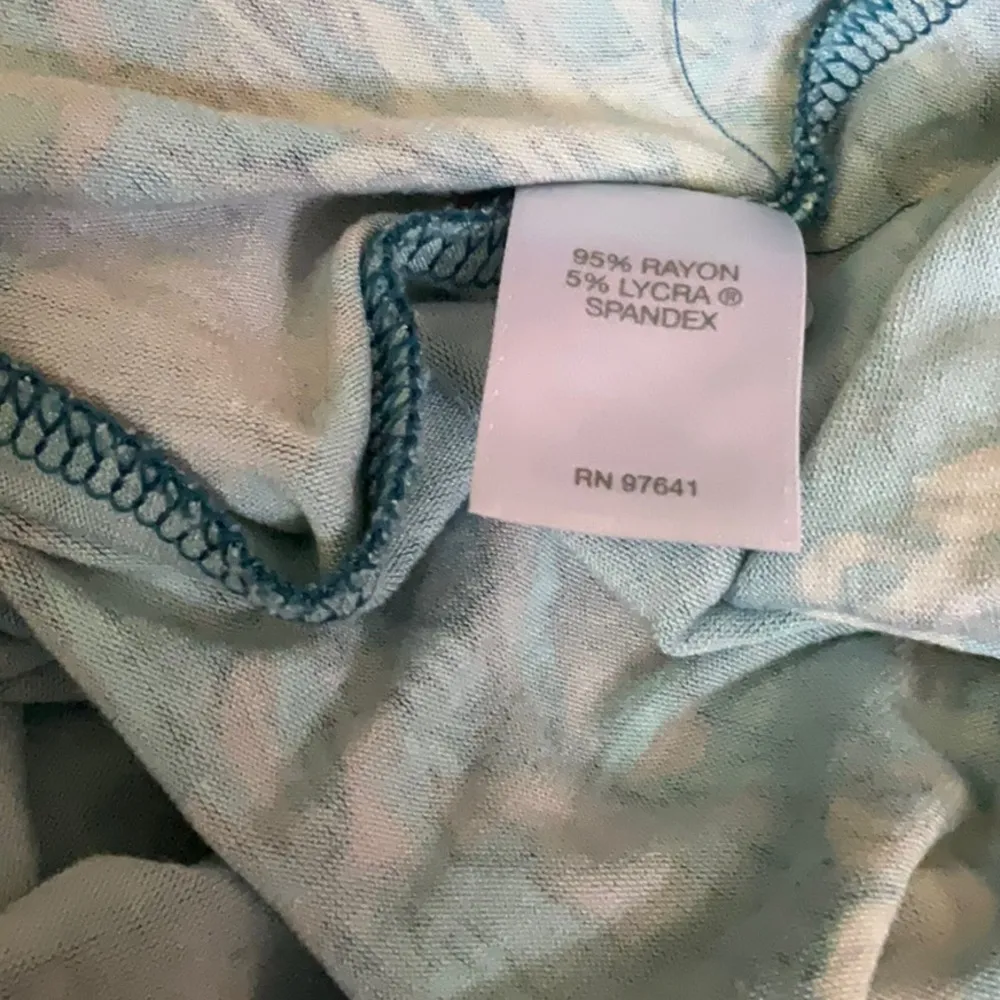 95% RAYON
5% LYCRA ®
SPANDEX
RN 97641